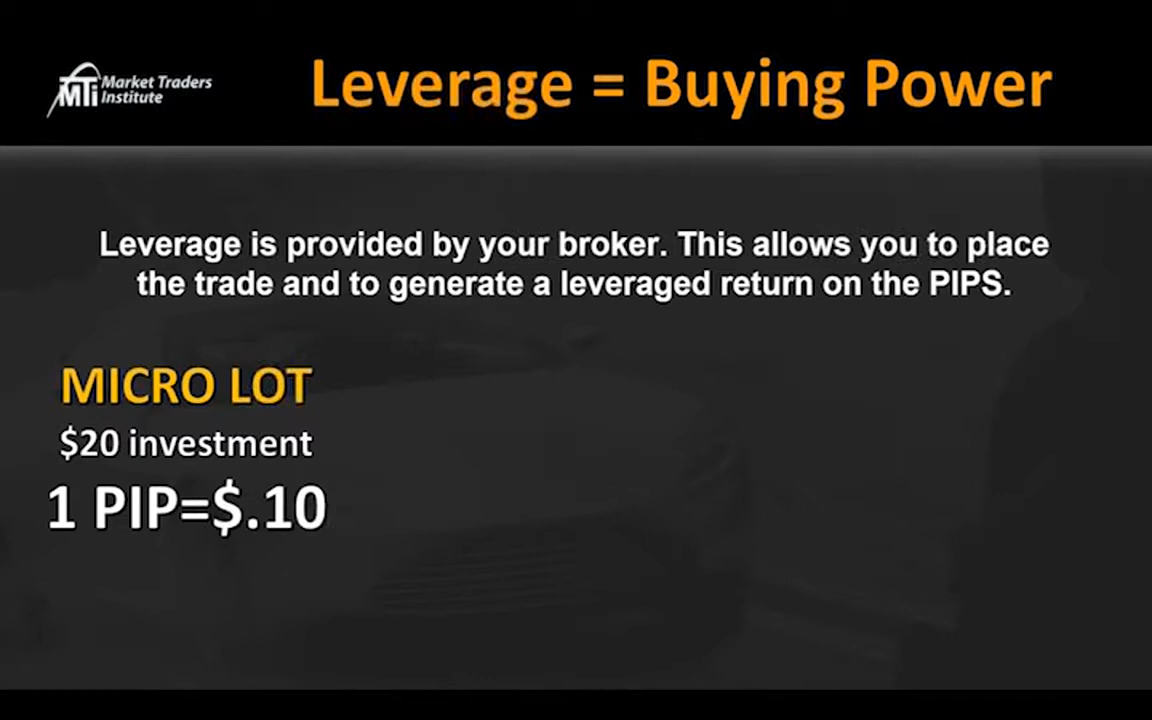 MTi Market Traders
Institute
Leverage = Buying Power
Leverage is provided by your broker. This allows you to place
the trade and to generate a leveraged return on the PIPS.
MICRO LOT
$20 investment
1 PIP=$.10